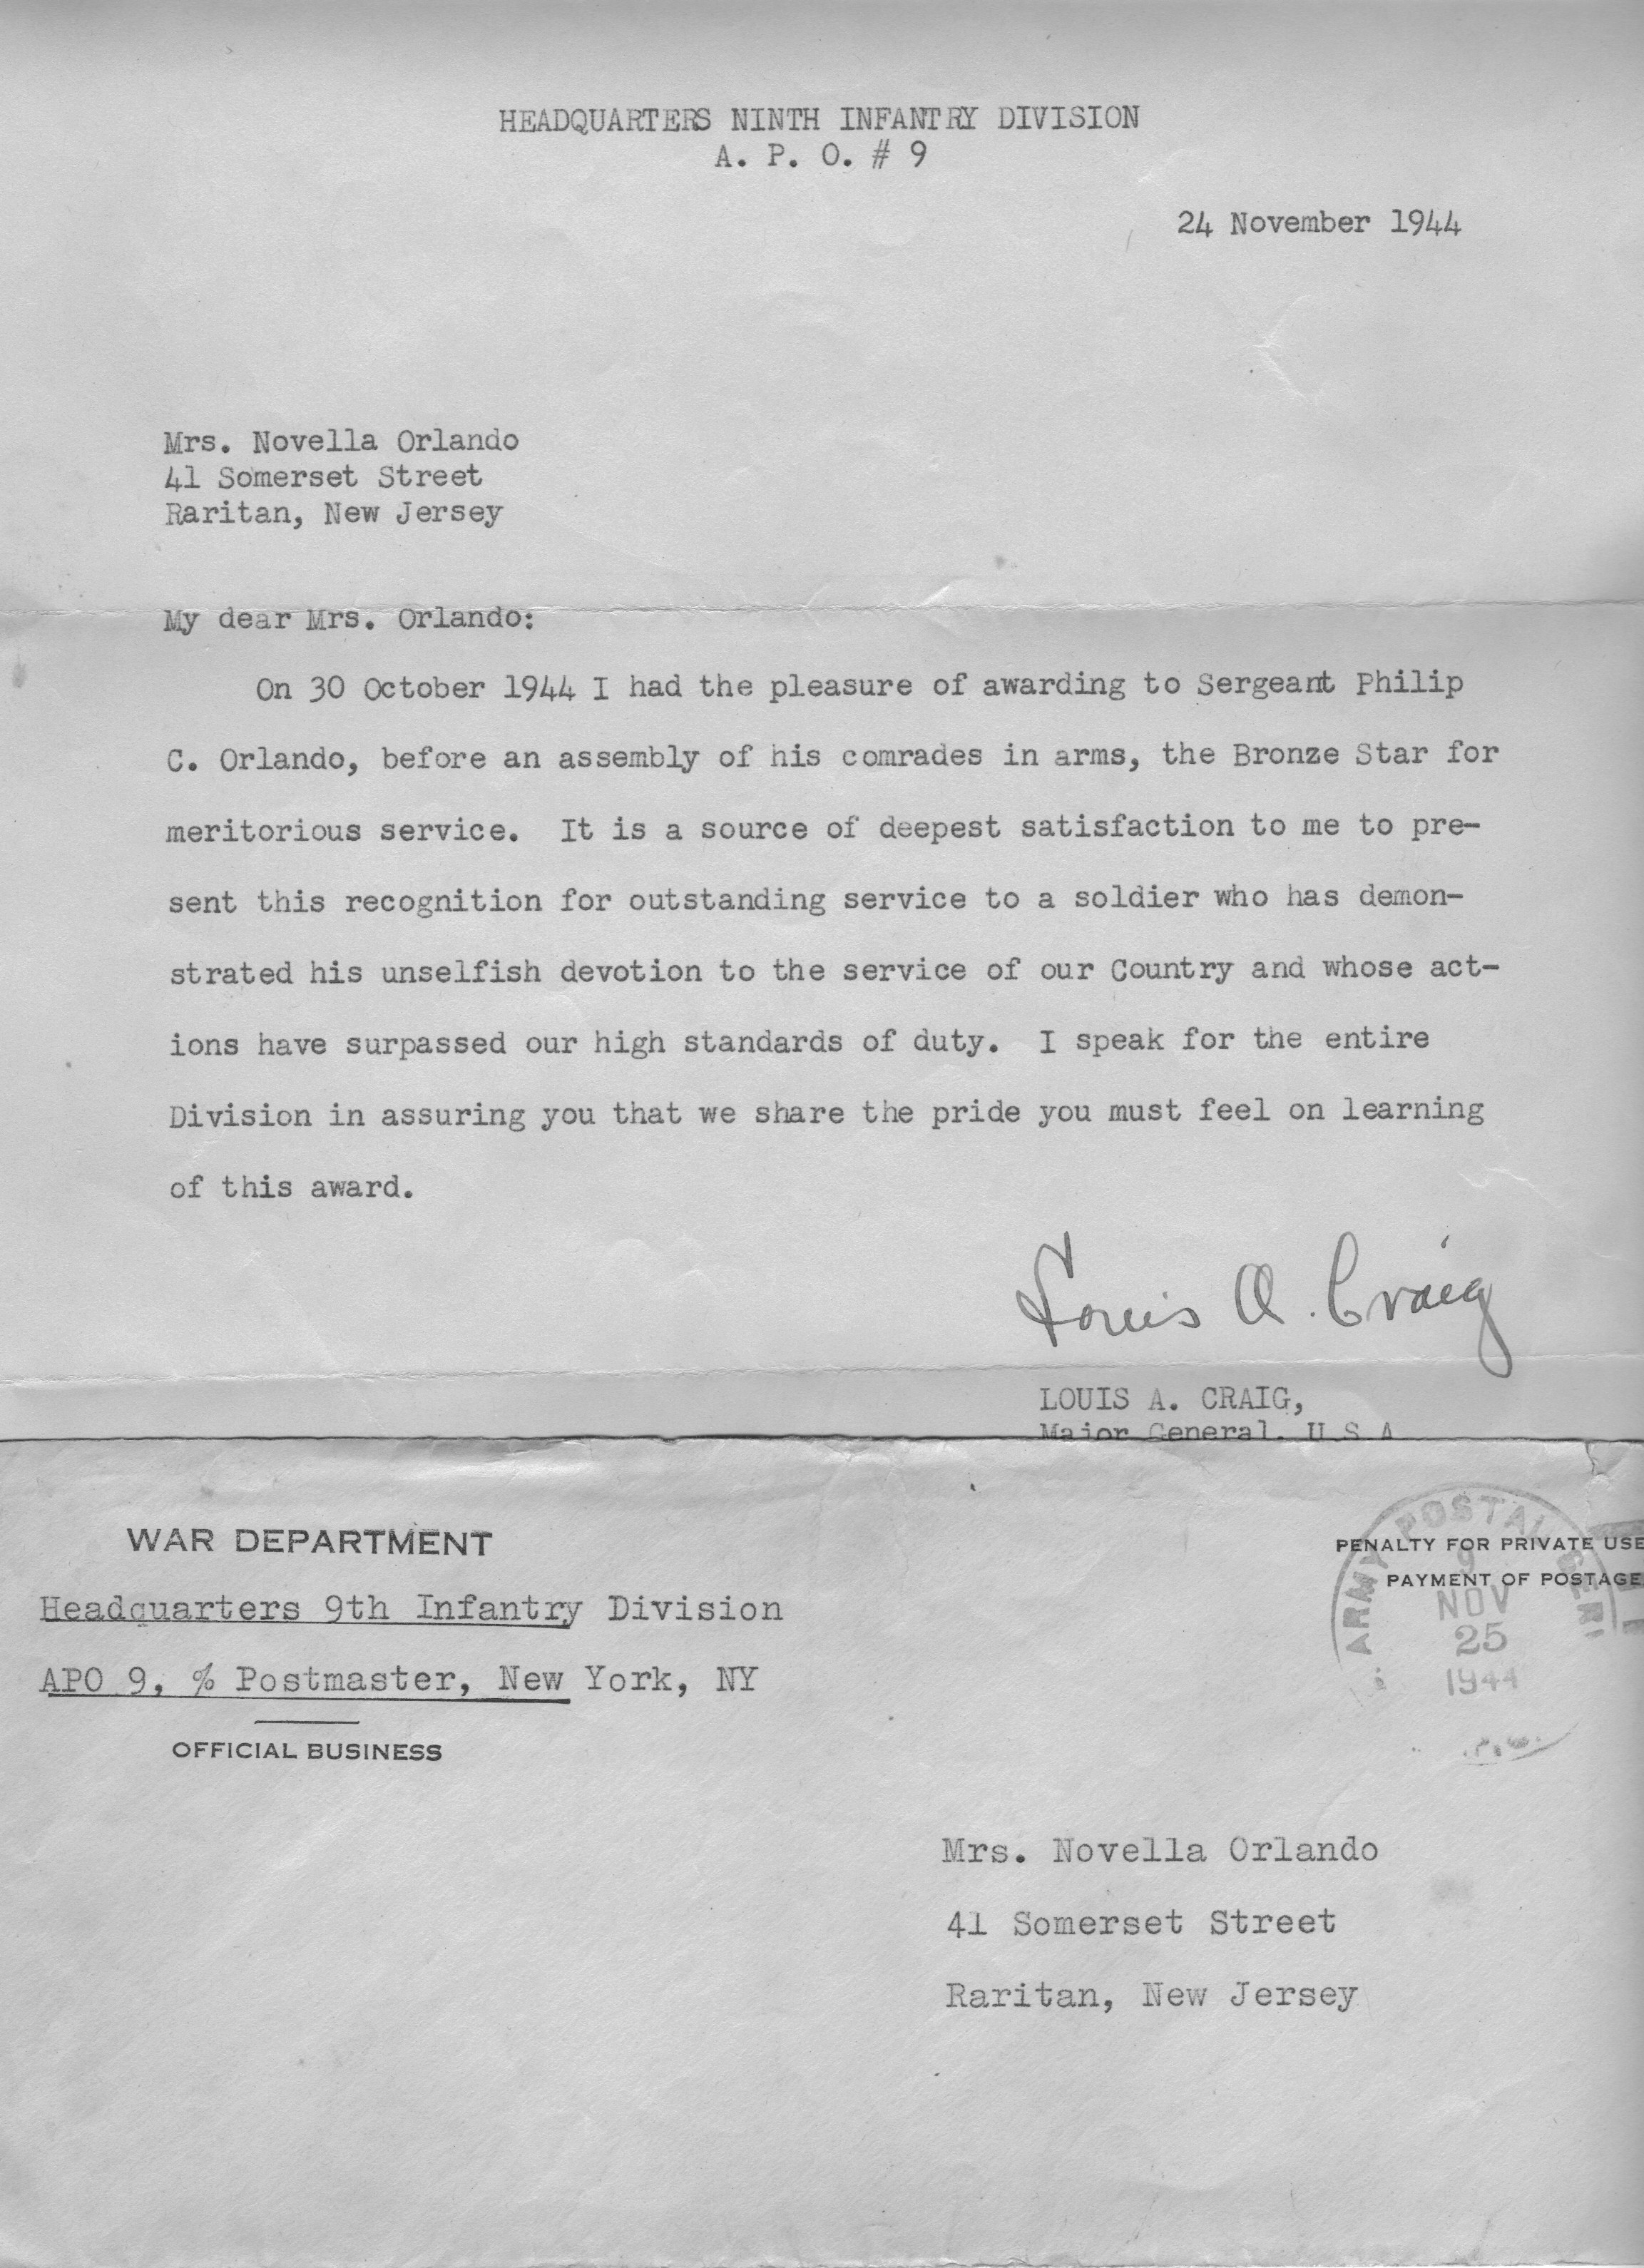 HEADQUARTERS NINTH INFANTRY DIVISION
A. P. O. # 9
24 November 1944
Mrs. Novella Orlando
41 Somerset Street
Raritan, New Jersey
My dear Mrs. Orlando:
On 30 October 1944 I had the pleasure of awarding to Sergeant Philip
C. Orlando, before an assembly of his comrades in arms, the Bronze Star for
meritorious service. It is a source of deepest satisfaction to me to pre-
sent this recognition for outstanding service to a soldier who has demon-
strated his unselfish devotion to the service of our Country and whose act-
ions have surpassed our high standards of duty. I speak for the entire
Division in assuring you that we share the pride you must feel on learning
of this award.
Louis A. Craig
LOUIS A. CRAIG,
Major General, U S A
WAR DEPARTMENT
Headquarters 9th Infantry Division
APO 9, % Postmaster, New York, NY
OFFICIAL BUSINESS
PENALTY FOR PRIVATE USE
PAYMENT OF POSTAGE
ARMY POSTAL SER
9
NOV
25
1944
Mrs. Novella Orlando
41 Somerset Street
Raritan, New Jersey